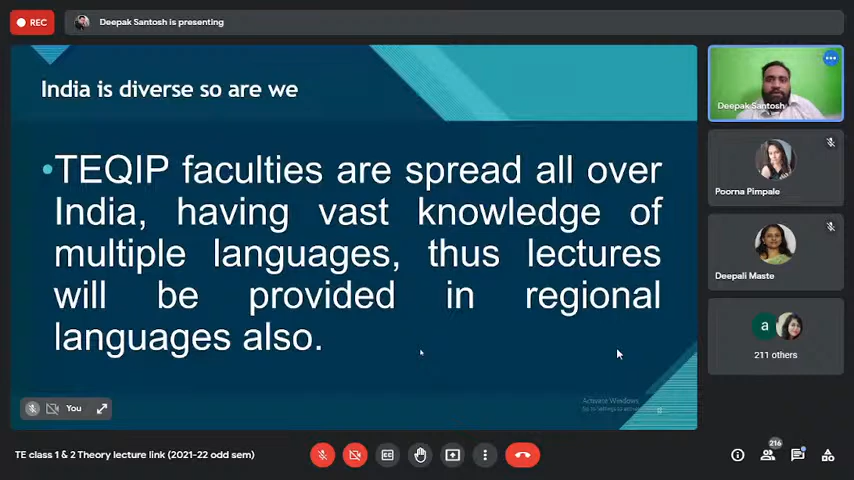 REC
Deepak Santosh is presenting
India is diverse so are we
•TEQIP faculties are spread all over
India, having vast knowledge of
multiple languages, thus lectures
will be provided in regional
languages also.
Activate Windows
You
Deepak Santosh
Poorna Pimpale
Deepali Maste
a
211 others
TE class 1 & 2 Theory lecture link (2021-22 odd sem)
216